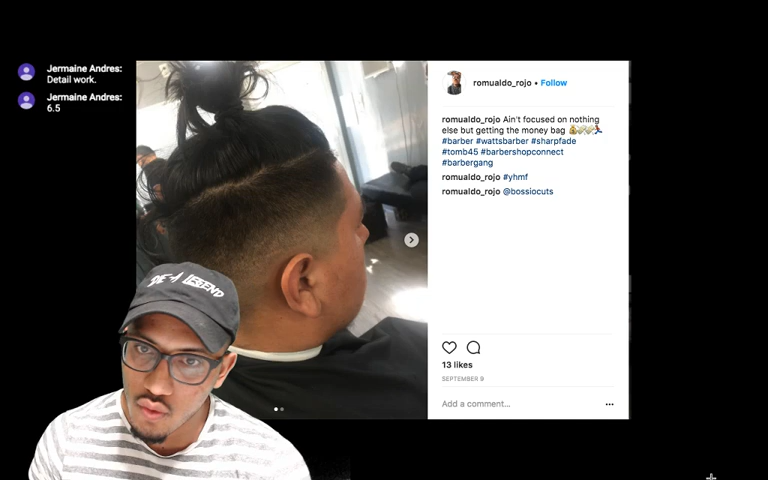 Jermaine Andres:
Detail work.
Jermaine Andres:
6.5
romualdo_rojo • Follow
romualdo_rojo Ain't focused on nothing
else but getting the money bag 💰💸🏃
#barber #wattsbarber #sharpfade
#tomb45 #barbershopconnect
#barbergang
romualdo_rojo #yhmf
romualdo_rojo @bossiocuts
13 likes
SEPTEMBER 9
Add a comment...
DIE A LEGEND